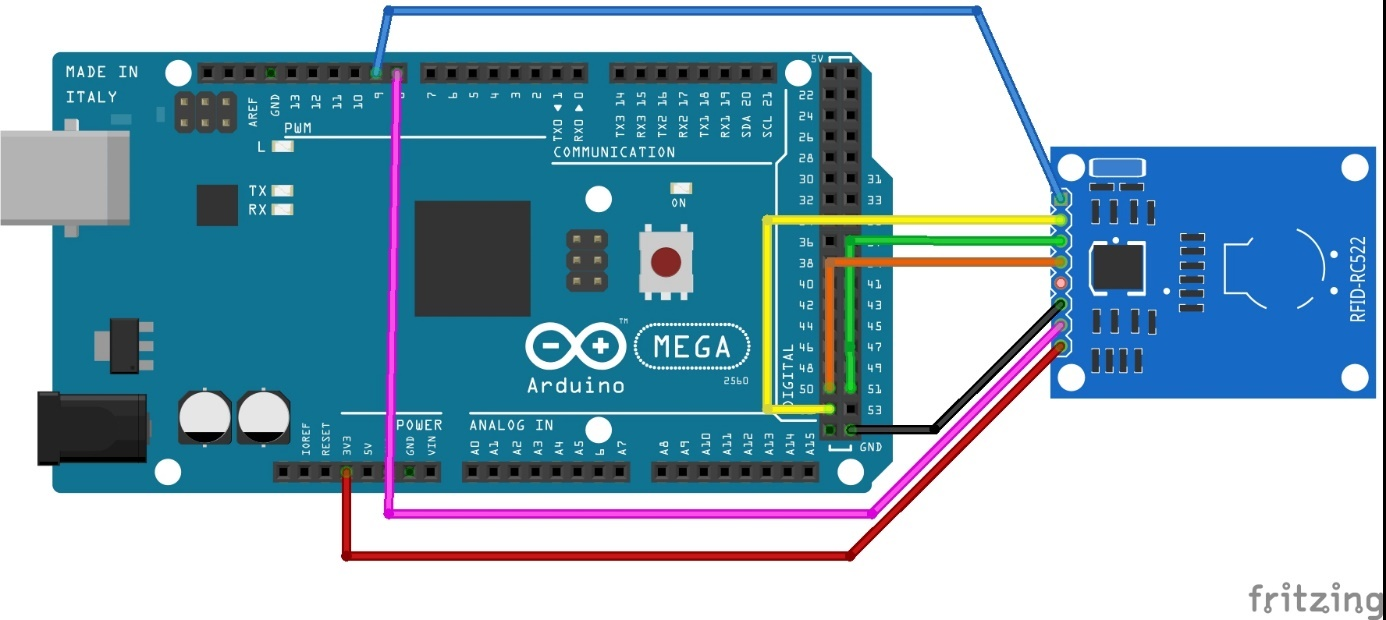 MADE IN
ITALY
AREF
GND
13
12
11
10
9
8
7
6
5
4
3
2
TX0 ▶ 1
RX0 ◀ 0
TX3 14
RX3 15
TX2 16
RX2 17
TX1 18
RX1 19
SDA 20
SCL 21
5V
PWM
COMMUNICATION
L
TX
RX
ON
22
24
26
28
30 31
32 33
36
38
40 41
42 43
44 45
46 47
48 49
50 51
53
GND
DIGITAL
TM
Arduino
MEGA
2560
POWER
ANALOG IN
IOREF
RESET
3V3
5V
GND
VIN
A0
A1
A2
A3
A4
A5
6
A7
A8
A9
A10
A11
A12
A13
A14
A15
RFID-RC522
fritzing